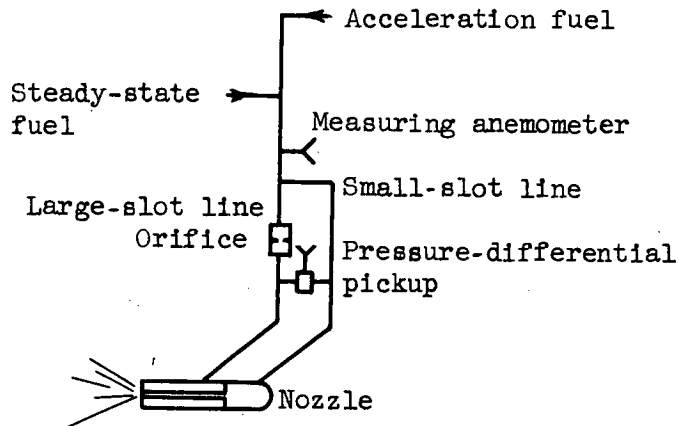 Acceleration fuel
Steady-state
fuel
Measuring anemometer
Small-slot line
Large-slot line
Orifice
Pressure-differential
pickup
Nozzle